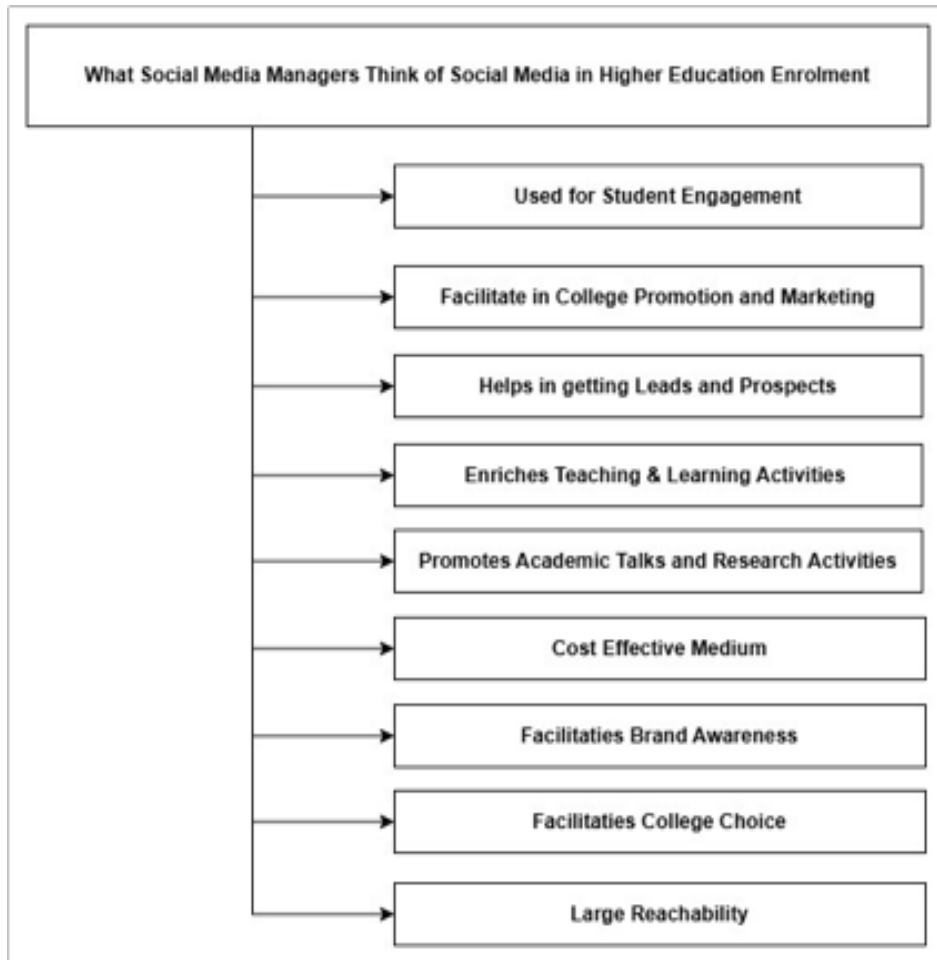 What Social Media Managers Think of Social Media in Higher Education Enrolment
Used for Student Engagement
Facilitate in College Promotion and Marketing
Helps in getting Leads and Prospects
Enriches Teaching & Learning Activities
Promotes Academic Talks and Research Activities
Cost Effective Medium
Facilitaties Brand Awareness
Facilitaties College Choice
Large Reachability